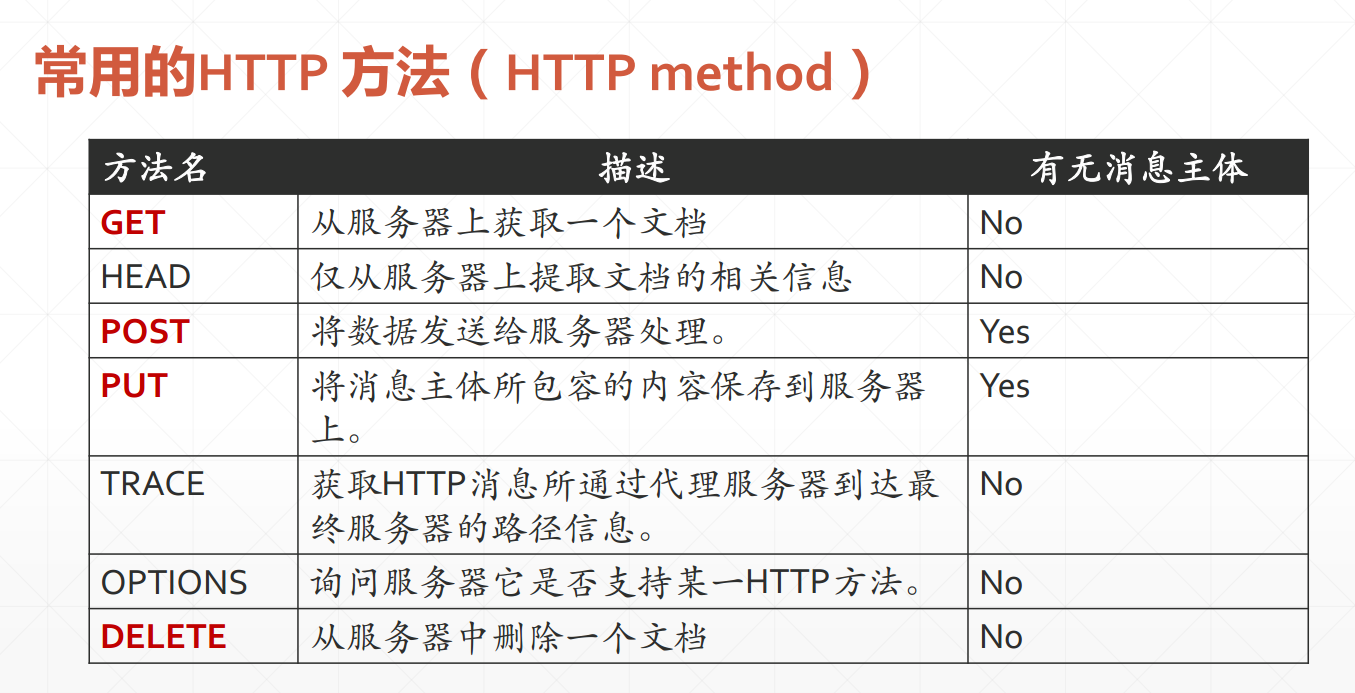 常用的HTTP 方法（HTTP method）
方法名 描述 有无消息主体
GET 从服务器上获取一个文档 No
HEAD 仅从服务器上提取文档的相关信息 No
POST 将数据发送给服务器处理。 Yes
PUT 将消息主体所包容的内容保存到服务器 Yes
上。
TRACE 获取HTTP消息所通过代理服务器到达最 No
终服务器的路径信息。
OPTIONS 询问服务器它是否支持某一HTTP方法。 No
DELETE 从服务器中删除一个文档 No